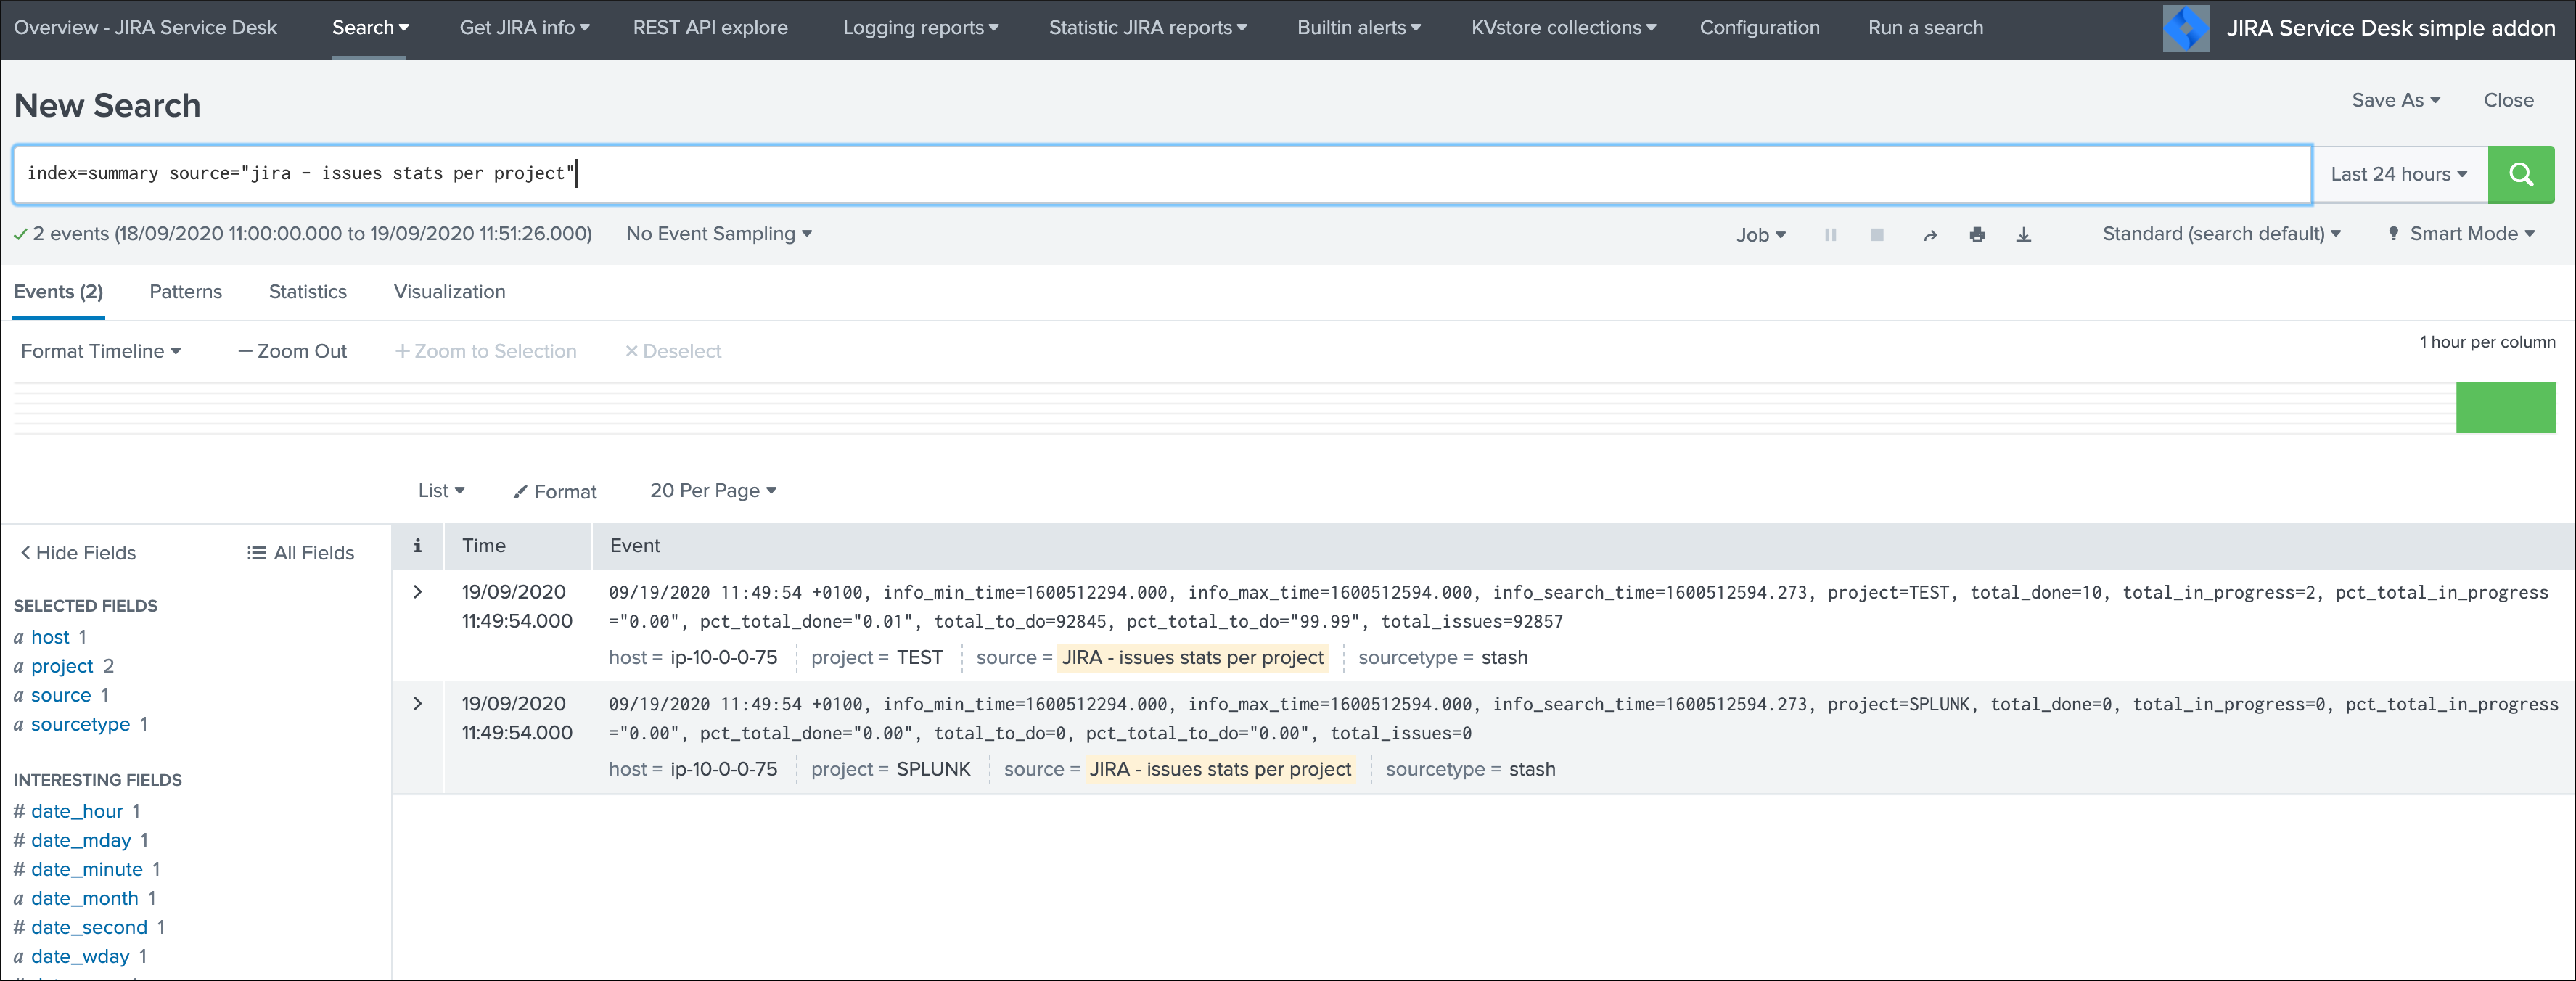 Overview - JIRA Service Desk Search Get JIRA info REST API explore Logging reports Statistic JIRA reports Builtin alerts KVstore collections Configuration Run a search JIRA Service Desk simple addon
New Search
Save As Close
index=summary source="jira - issues stats per project"
Last 24 hours
2 events (18/09/2020 11:00:00.000 to 19/09/2020 11:51:26.000) No Event Sampling Job Standard (search default) Smart Mode
Events (2) Patterns Statistics Visualization
Format Timeline — Zoom Out + Zoom to Selection × Deselect
1 hour per column
List Format 20 Per Page
< Hide Fields All Fields
i Time Event
SELECTED FIELDS
a host 1
a project 2
a source 1
a sourcetype 1
INTERESTING FIELDS
# date_hour 1
# date_mday 1
# date_minute 1
a date_month 1
# date_second 1
a date_wday 1
> 19/09/2020
11:49:54.000
09/19/2020 11:49:54 +0100, info_min_time=1600512294.000, info_max_time=1600512594.000, info_search_time=1600512594.273, project=TEST, total_done=10, total_in_progress=2, pct_total_in_progress
="0.00", pct_total_done="0.01", total_to_do=92845, pct_total_to_do="99.99", total_issues=92857
host = ip-10-0-0-75 project = TEST source = JIRA - issues stats per project sourcetype = stash
> 19/09/2020
11:49:54.000
09/19/2020 11:49:54 +0100, info_min_time=1600512294.000, info_max_time=1600512594.000, info_search_time=1600512594.273, project=SPLUNK, total_done=0, total_in_progress=0, pct_total_in_progress
="0.00", pct_total_done="0.00", total_to_do=0, pct_total_to_do="0.00", total_issues=0
host = ip-10-0-0-75 project = SPLUNK source = JIRA - issues stats per project sourcetype = stash